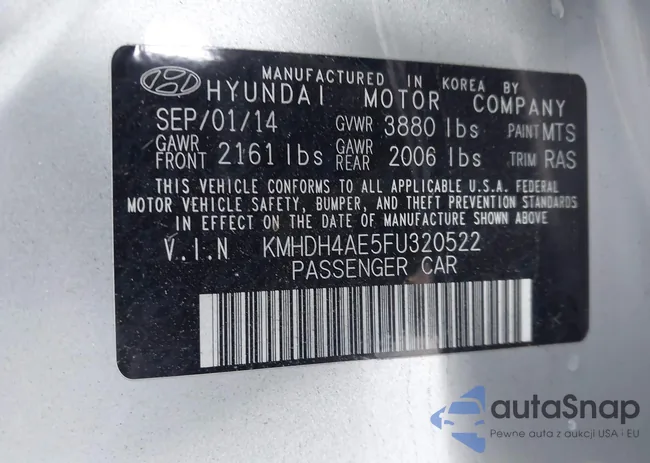 MANUFACTURED IN KOREA BY
HYUNDAI MOTOR COMPANY
SEP/01/14 GVWR 3880 lbs PAINT MTS
GAWR FRONT 2161 lbs GAWR REAR 2006 lbs TRIM RAS
THIS VEHICLE CONFORMS TO ALL APPLICABLE U.S.A. FEDERAL
MOTOR VEHICLE SAFETY, BUMPER, AND THEFT PREVENTION STANDARDS
IN EFFECT ON THE DATE OF MANUFACTURE SHOWN ABOVE.
V.I.N KMHDH4AE5FU320522
PASSENGER CAR
autaSnap
Pewne auta z aukcji USA i EU